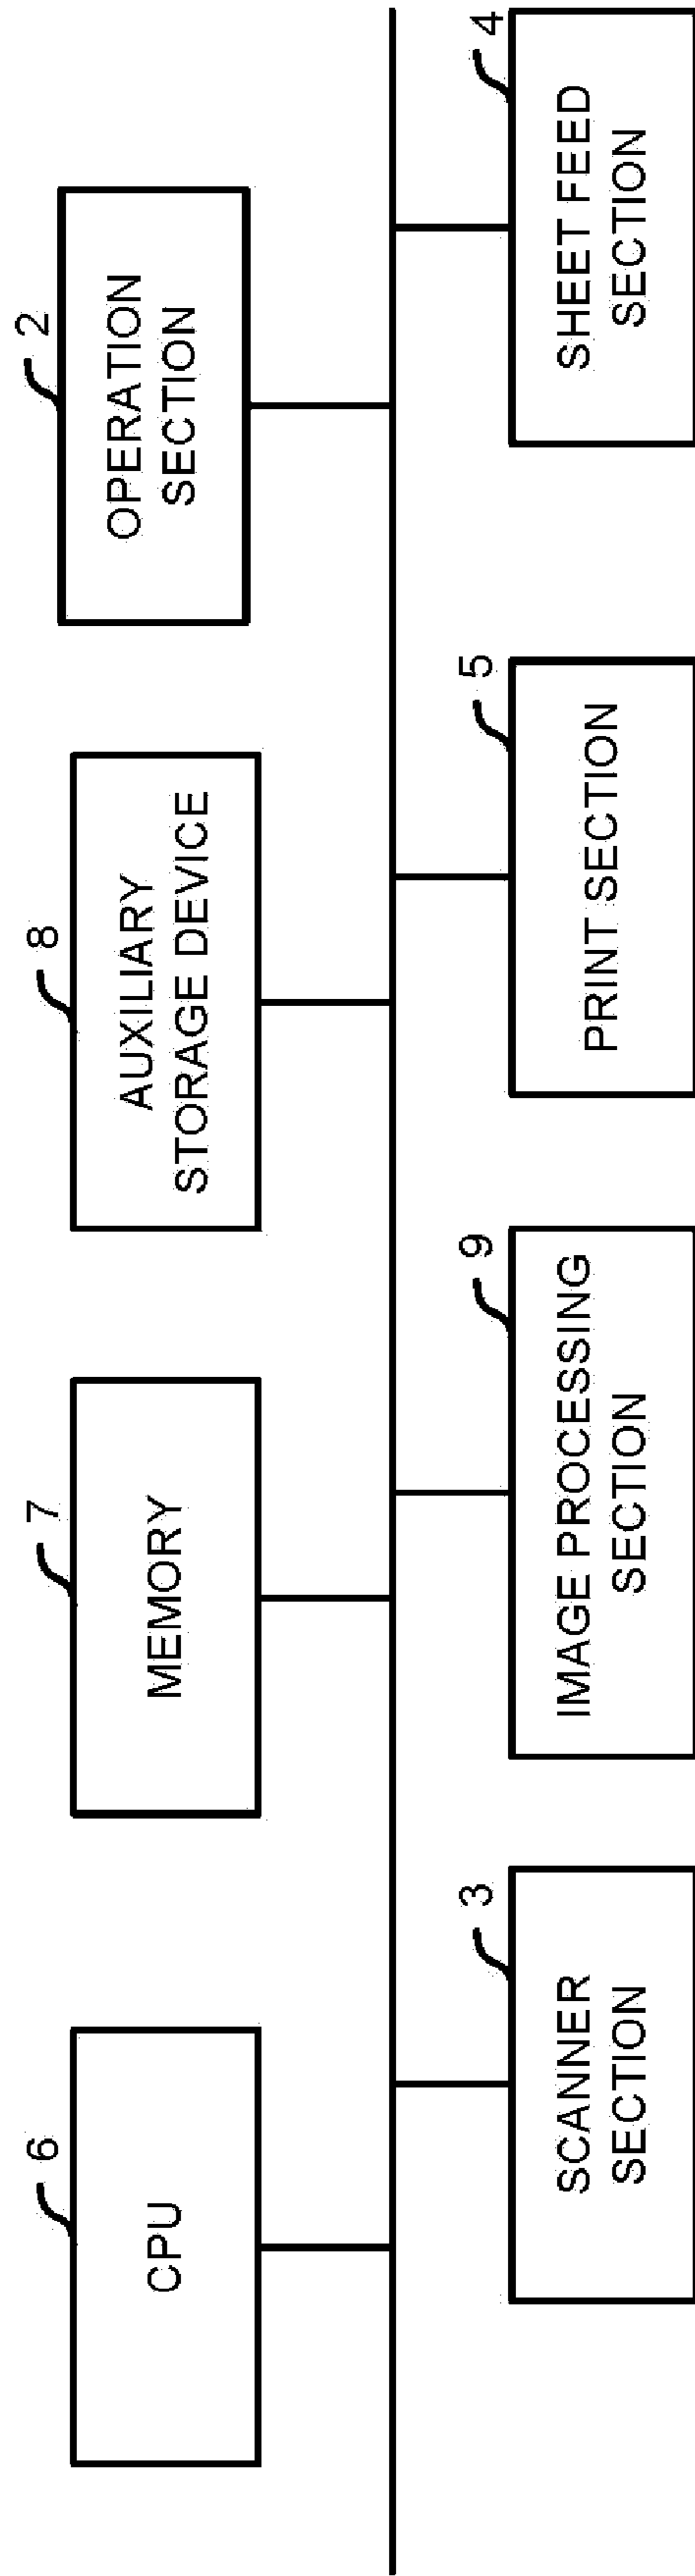 6
CPU
7
MEMORY
8
AUXILIARY
STORAGE DEVICE
2
OPERATION
SECTION
3
SCANNER
SECTION
9
IMAGE PROCESSING
SECTION
5
PRINT SECTION
4
SHEET FEED
SECTION